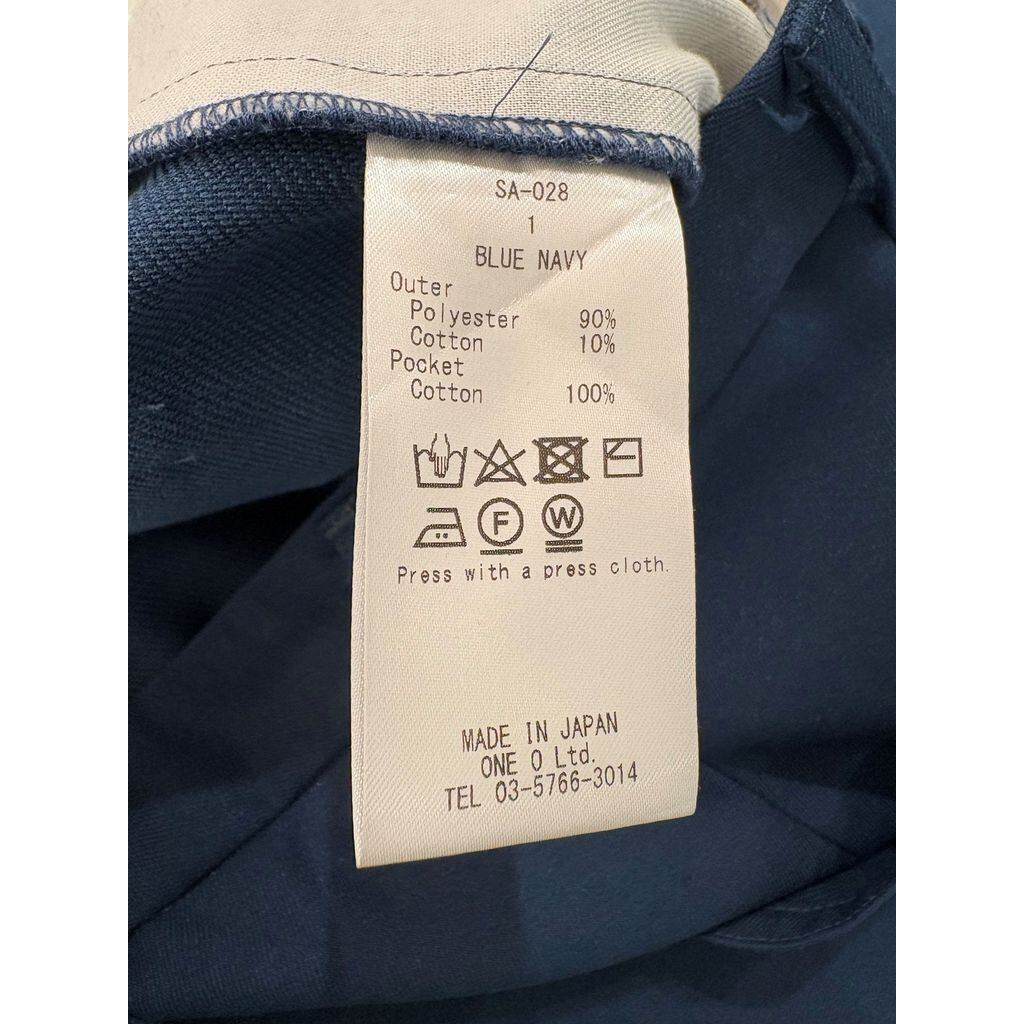 SA-028
1
BLUE NAVY
Outer
Polyester 90%
Cotton 10%
Pocket
Cotton 100%
F W
Press with a press cloth.
MADE IN JAPAN
ONE O Ltd.
TEL 03-5766-3014